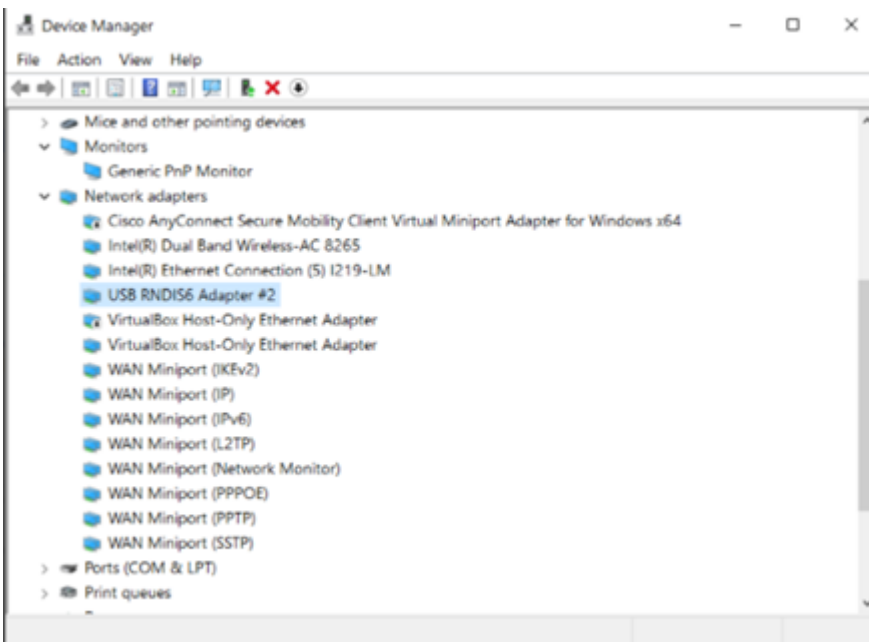 Device Manager
File Action View Help
Mice and other pointing devices
Monitors
Generic PnP Monitor
Network adapters
Cisco AnyConnect Secure Mobility Client Virtual Miniport Adapter for Windows x64
Intel(R) Dual Band Wireless-AC 8265
Intel(R) Ethernet Connection (5) I219-LM
USB RNDIS6 Adapter #2
VirtualBox Host-Only Ethernet Adapter
VirtualBox Host-Only Ethernet Adapter
WAN Miniport (IKEv2)
WAN Miniport (IP)
WAN Miniport (IPv6)
WAN Miniport (L2TP)
WAN Miniport (Network Monitor)
WAN Miniport (PPPOE)
WAN Miniport (PPTP)
WAN Miniport (SSTP)
Ports (COM & LPT)
Print queues